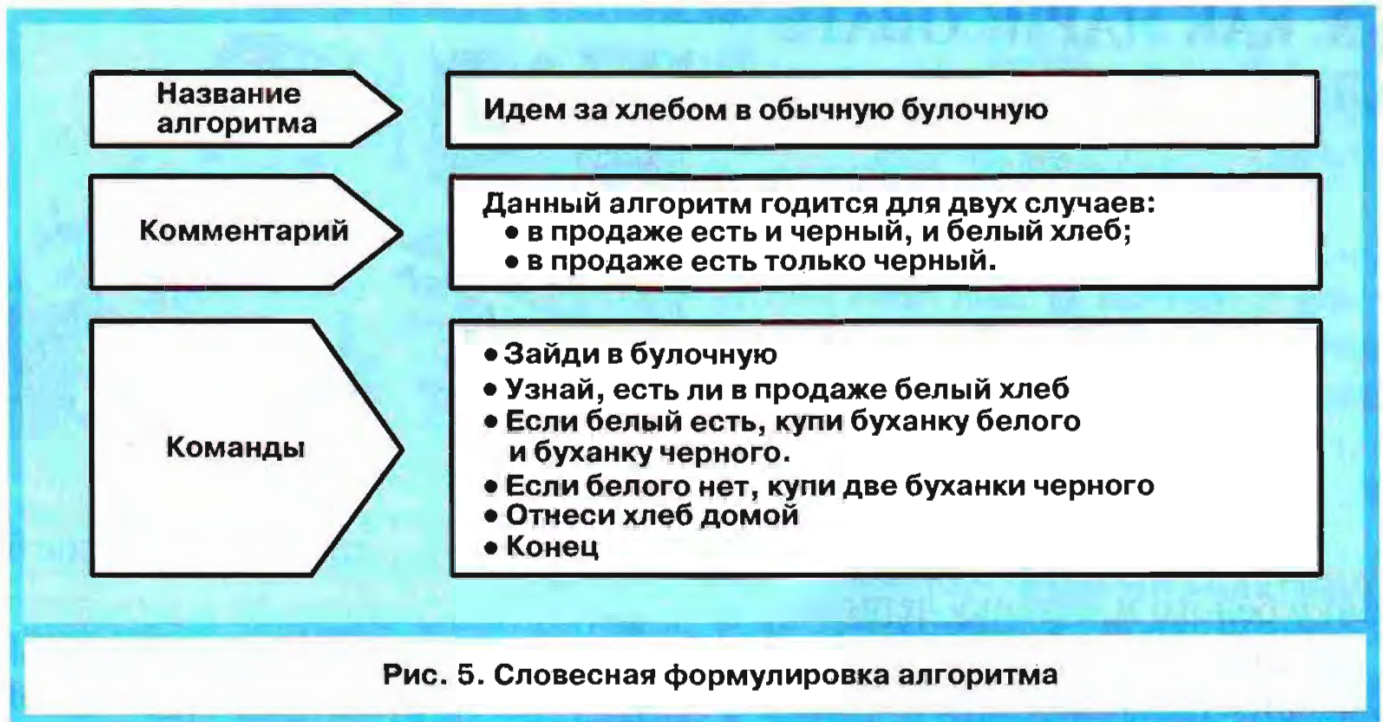 Название
алгоритма
Идем за хлебом в обычную булочную
Комментарий
Данный алгоритм годится для двух случаев:
• в продаже есть и черный, и белый хлеб;
• в продаже есть только черный.
Команды
• Зайди в булочную
• Узнай, есть ли в продаже белый хлеб
• Если белый есть, купи буханку белого
и буханку черного.
• Если белого нет, купи две буханки черного
• Отнеси хлеб домой
• Конец
Рис. 5. Словесная формулировка алгоритма